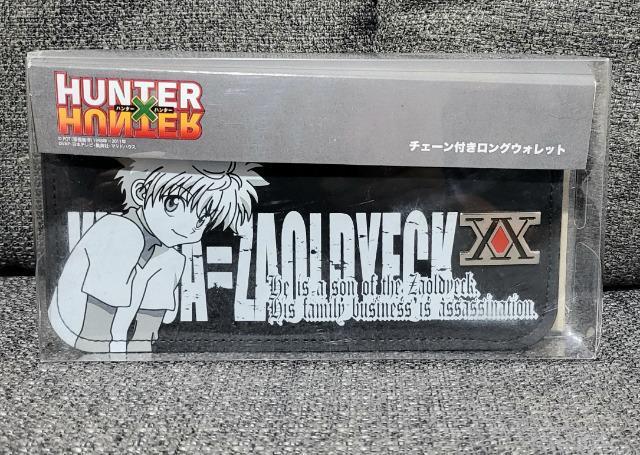 HUNTER
ハンター×ハンター
HUNTER
チェーン付きロングウォレット
A=ZAOLDYECK
He is a son of the Zaoldyeck.
His family business is assassination.